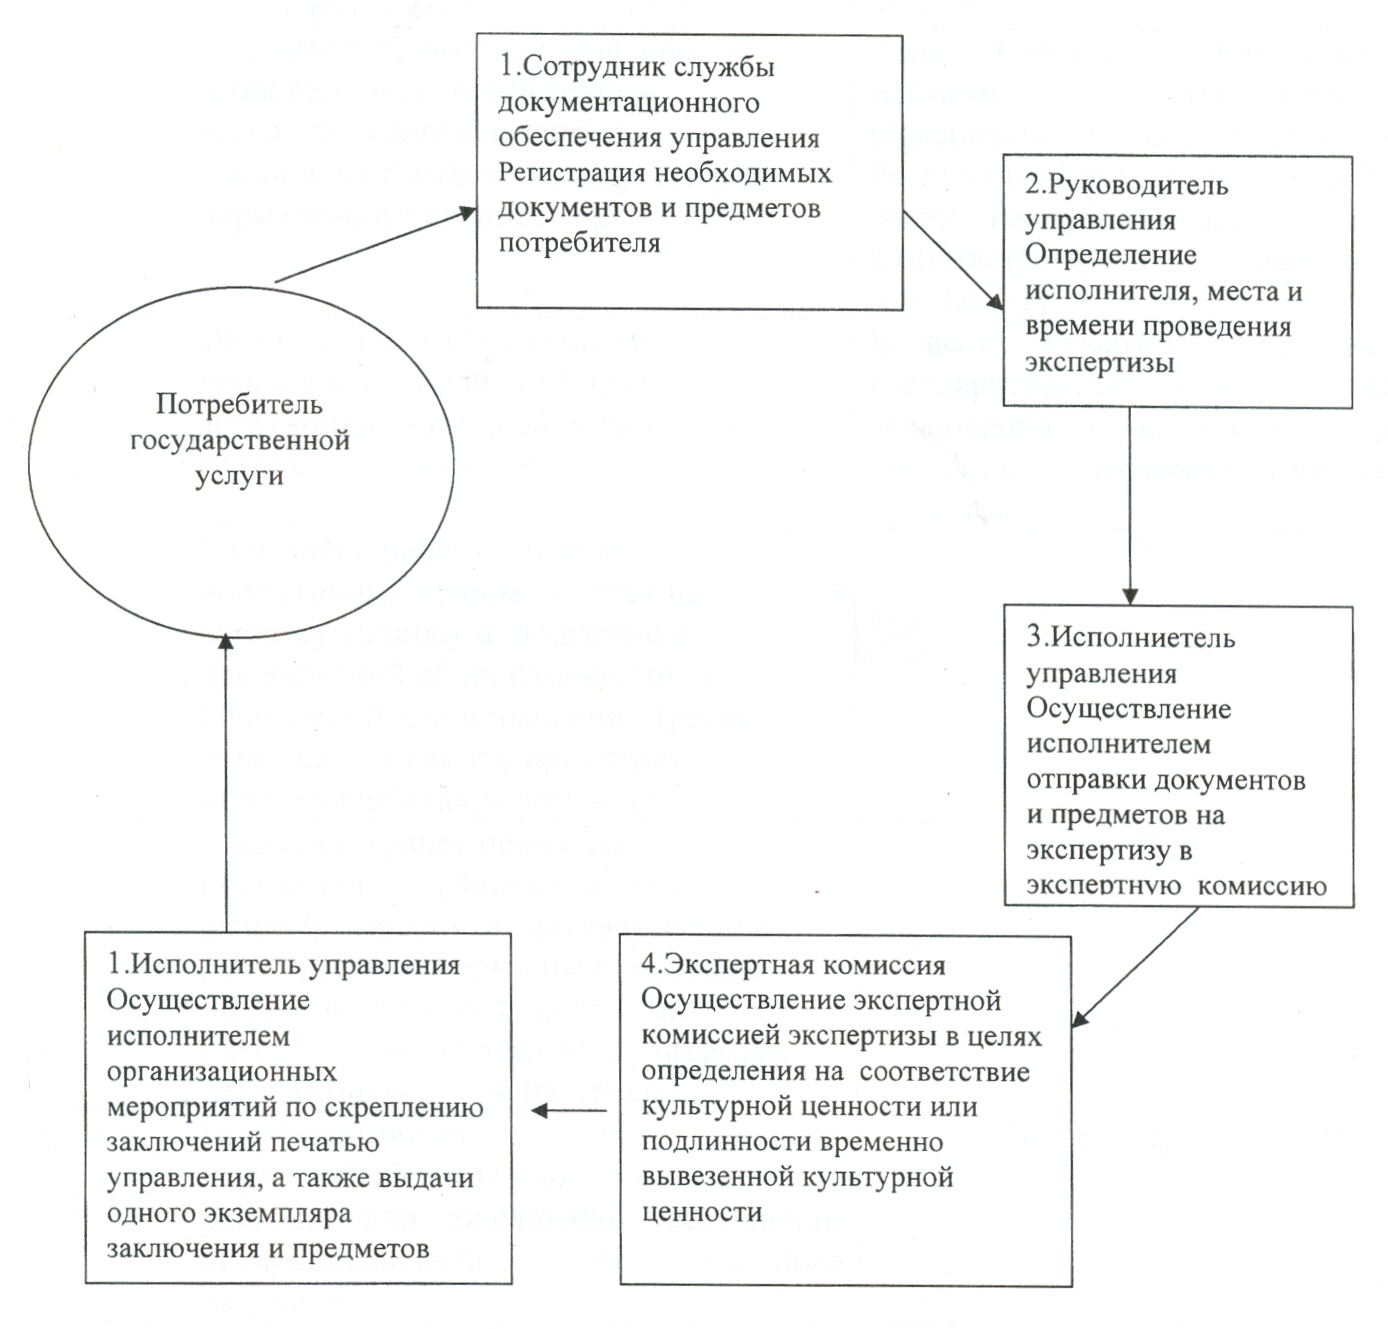 1.Сотрудник службы
документационного
обеспечения управления
Регистрация необходимых
документов и предметов
потребителя
2.Руководитель
управления
Определение
исполнителя, места и
времени проведения
экспертизы
Потребитель
государственной
услуги
3.Исполниетель
управления
Осуществление
исполнителем
отправки документов
и предметов на
экспертизу в
экспертную комиссию
4.Экспертная комиссия
Осуществление экспертной
комиссией экспертизы в целях
определения на соответствие
культурной ценности или
подлинности временно
вывезенной культурной
ценности
1.Исполнитель управления
Осуществление
исполнителем
организационных
мероприятий по скреплению
заключений печатью
управления, а также выдачи
одного экземпляра
заключения и предметов